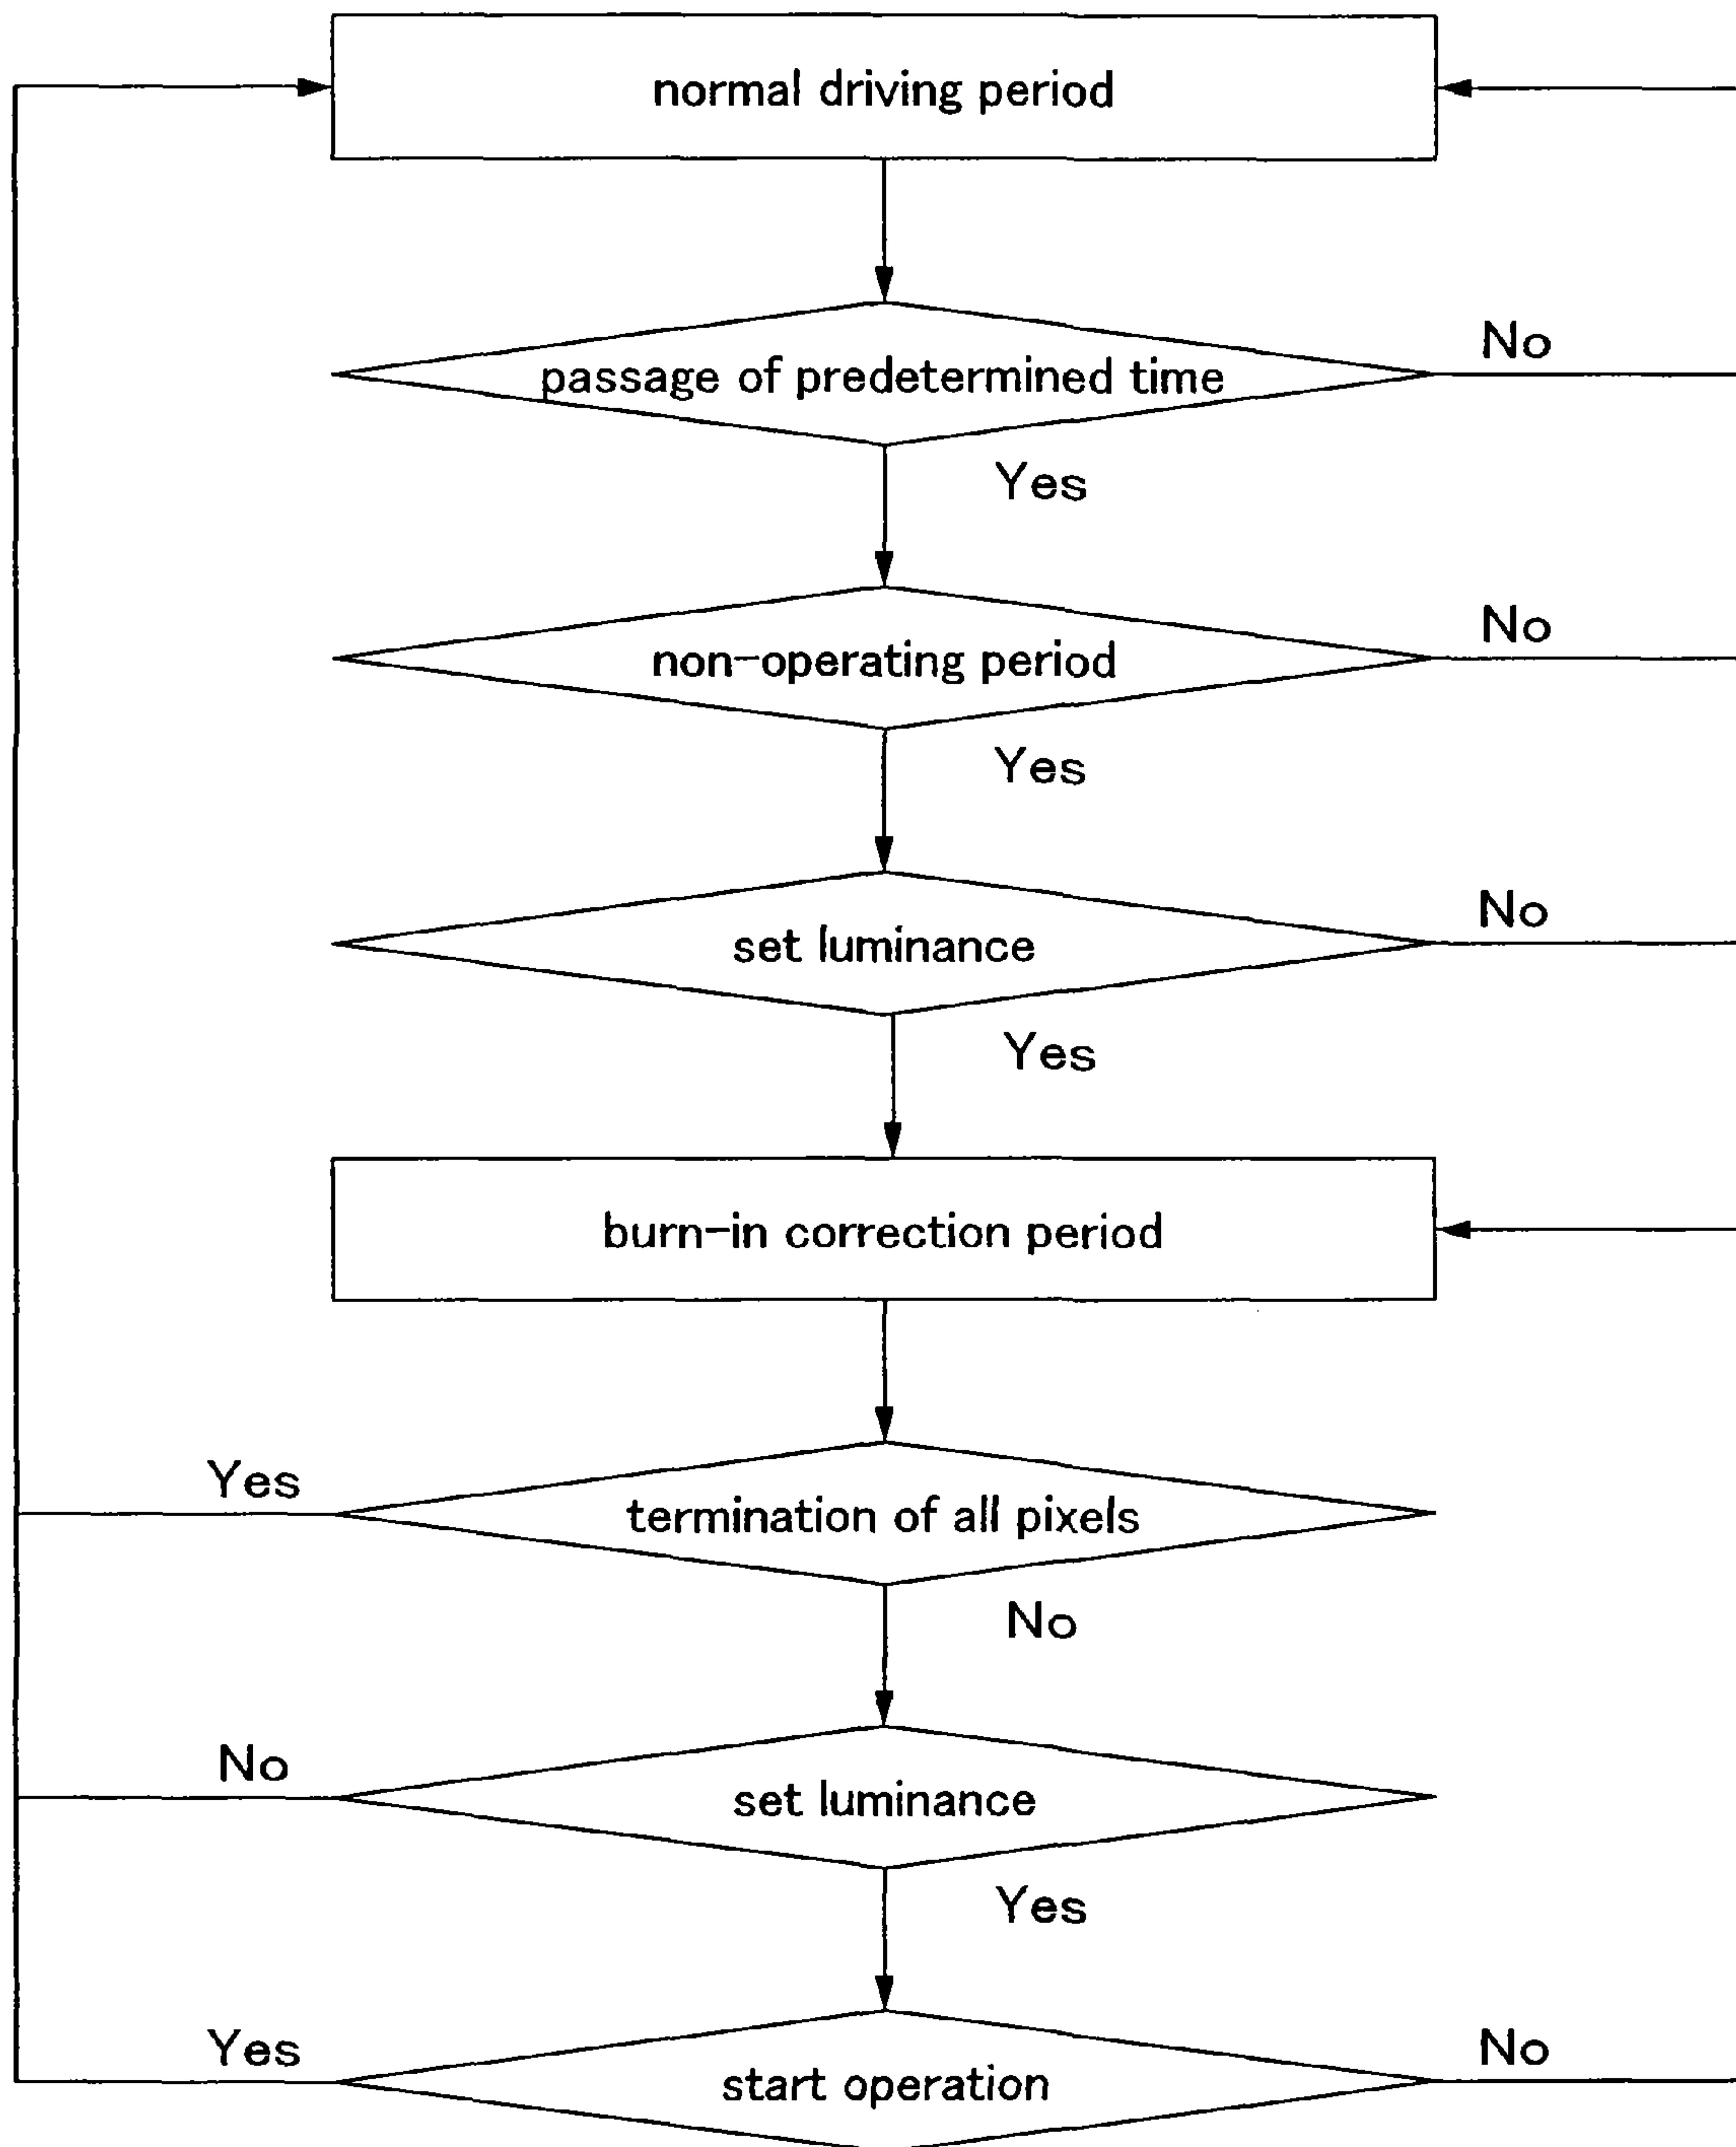 normal driving period
No
passage of predetermined time
Yes
No
non-operating period
Yes
No
set luminance
Yes
burn-in correction period
Yes
termination of all pixels
No
No
set luminance
Yes
Yes
No
start operation